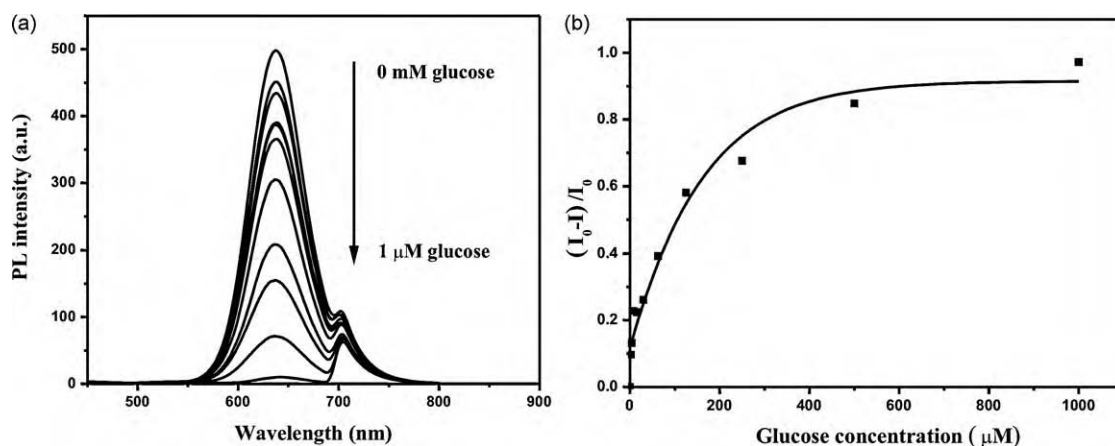 (a)
500
400
300
200
100
0
PL intensity (a.u.)
0 mM glucose
1 μM glucose
500 600 700 800 900
Wavelength (nm)
(b)
1.0
0.8
0.6
0.4
0.2
0.0
(I0-I)/I0
0 200 400 600 800 1000
Glucose concentration ( μM)